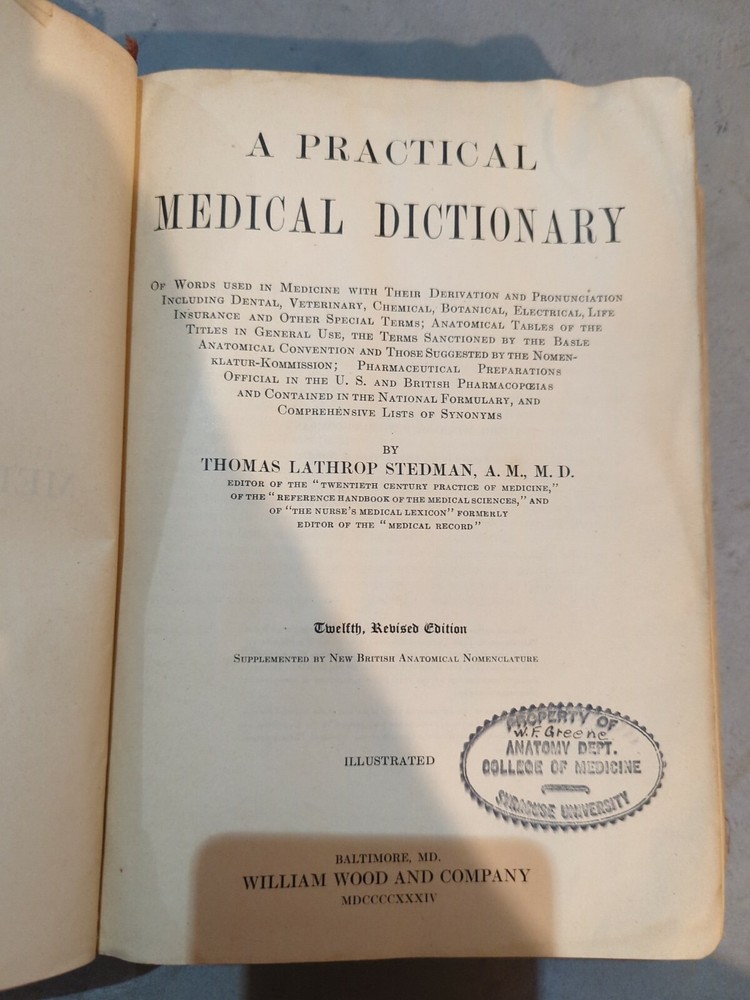 A PRACTICAL
MEDICAL DICTIONARY
OF WORDS USED IN MEDICINE WITH THEIR DERIVATION AND PRONUNCIATION
INCLUDING DENTAL, VETERINARY, CHEMICAL, BOTANICAL, ELECTRICAL, LIFE
INSURANCE AND OTHER SPECIAL TERMS; ANATOMICAL TABLES OF THE
TITLES IN GENERAL USE, THE TERMS SANCTIONED BY THE BASLE
ANATOMICAL CONVENTION AND THOSE SUGGESTED BY THE NOMEN-
KLATUR-KOMMISSION; PHARMACEUTICAL PREPARATIONS
OFFICIAL IN THE U. S. AND BRITISH PHARMACOPŒIAS
AND CONTAINED IN THE NATIONAL FORMULARY, AND
COMPREHENSIVE LISTS OF SYNONYMS
BY
THOMAS LATHROP STEDMAN, A. M., M. D.
EDITOR OF THE "TWENTIETH CENTURY PRACTICE OF MEDICINE,"
OF THE "REFERENCE HANDBOOK OF THE MEDICAL SCIENCES," AND
OF "THE NURSE'S MEDICAL LEXICON" FORMERLY
EDITOR OF THE "MEDICAL RECORD"
Twelfth, Revised Edition
SUPPLEMENTED BY NEW BRITISH ANATOMICAL NOMENCLATURE
ILLUSTRATED
PROPERTY OF
W.F. Greene
ANATOMY DEPT.
COLLEGE OF MEDICINE
SYRACUSE UNIVERSITY
BALTIMORE, MD.
WILLIAM WOOD AND COMPANY
MDCCCCXXXIV